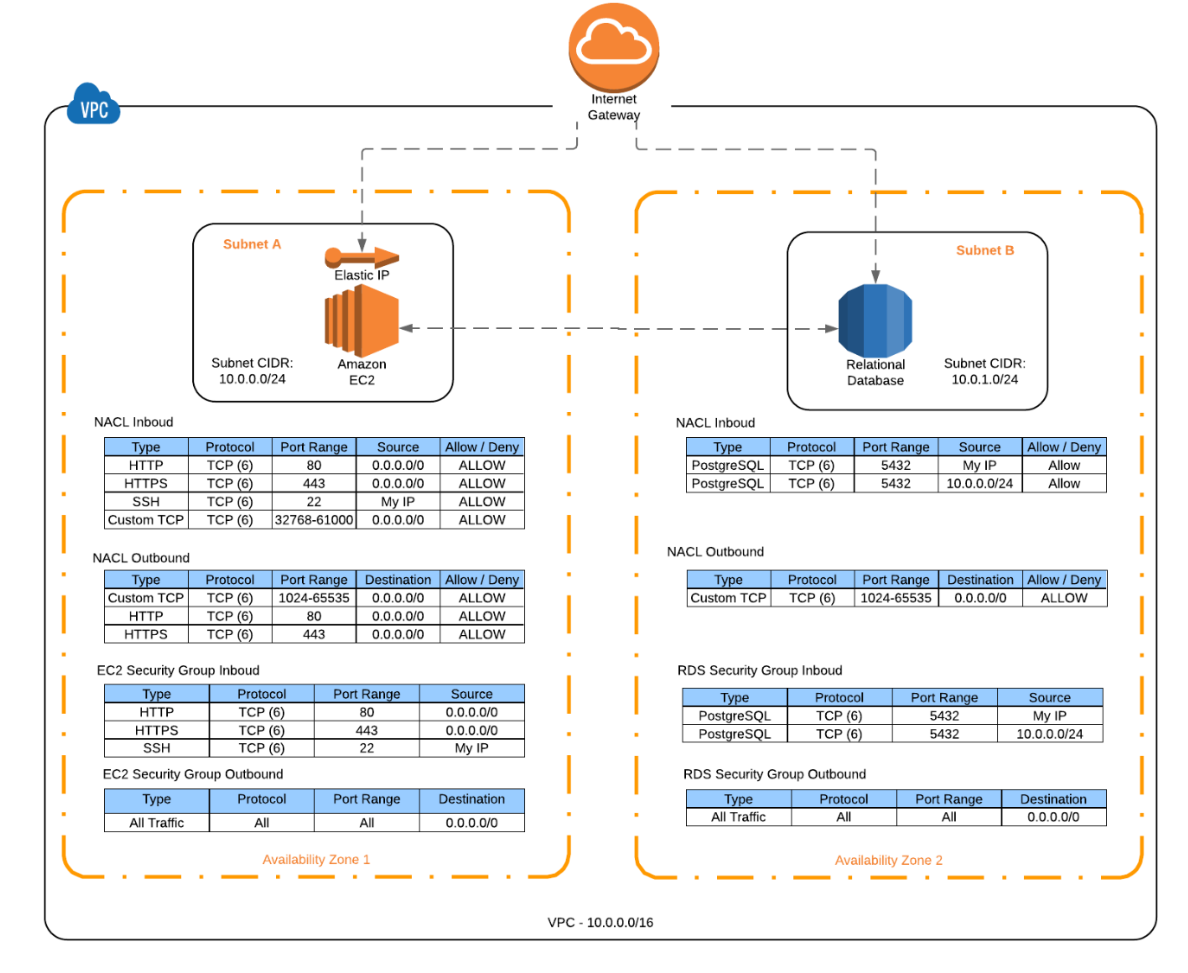 Internet
Gateway
VPC
Subnet A
Elastic IP
Subnet CIDR:
10.0.0.0/24
Amazon
EC2
Subnet B
Relational
Database
Subnet CIDR:
10.0.1.0/24
NACL Inboud
Type Protocol Port Range Source Allow / Deny
HTTP TCP (6) 80 0.0.0.0/0 ALLOW
HTTPS TCP (6) 443 0.0.0.0/0 ALLOW
SSH TCP (6) 22 My IP ALLOW
Custom TCP TCP (6) 32768-61000 0.0.0.0/0 ALLOW
NACL Outbound
Type Protocol Port Range Destination Allow / Deny
Custom TCP TCP (6) 1024-65535 0.0.0.0/0 ALLOW
HTTP TCP (6) 80 0.0.0.0/0 ALLOW
HTTPS TCP (6) 443 0.0.0.0/0 ALLOW
EC2 Security Group Inboud
Type Protocol Port Range Source
HTTP TCP (6) 80 0.0.0.0/0
HTTPS TCP (6) 443 0.0.0.0/0
SSH TCP (6) 22 My IP
EC2 Security Group Outbound
Type Protocol Port Range Destination
All Traffic All All 0.0.0.0/0
Availability Zone 1
NACL Inboud
Type Protocol Port Range Source Allow / Deny
PostgreSQL TCP (6) 5432 My IP Allow
PostgreSQL TCP (6) 5432 10.0.0.0/24 Allow
NACL Outbound
Type Protocol Port Range Destination Allow / Deny
Custom TCP TCP (6) 1024-65535 0.0.0.0/0 ALLOW
RDS Security Group Inboud
Type Protocol Port Range Source
PostgreSQL TCP (6) 5432 My IP
PostgreSQL TCP (6) 5432 10.0.0.0/24
RDS Security Group Outbound
Type Protocol Port Range Destination
All Traffic All All 0.0.0.0/0
Availability Zone 2
VPC - 10.0.0.0/16